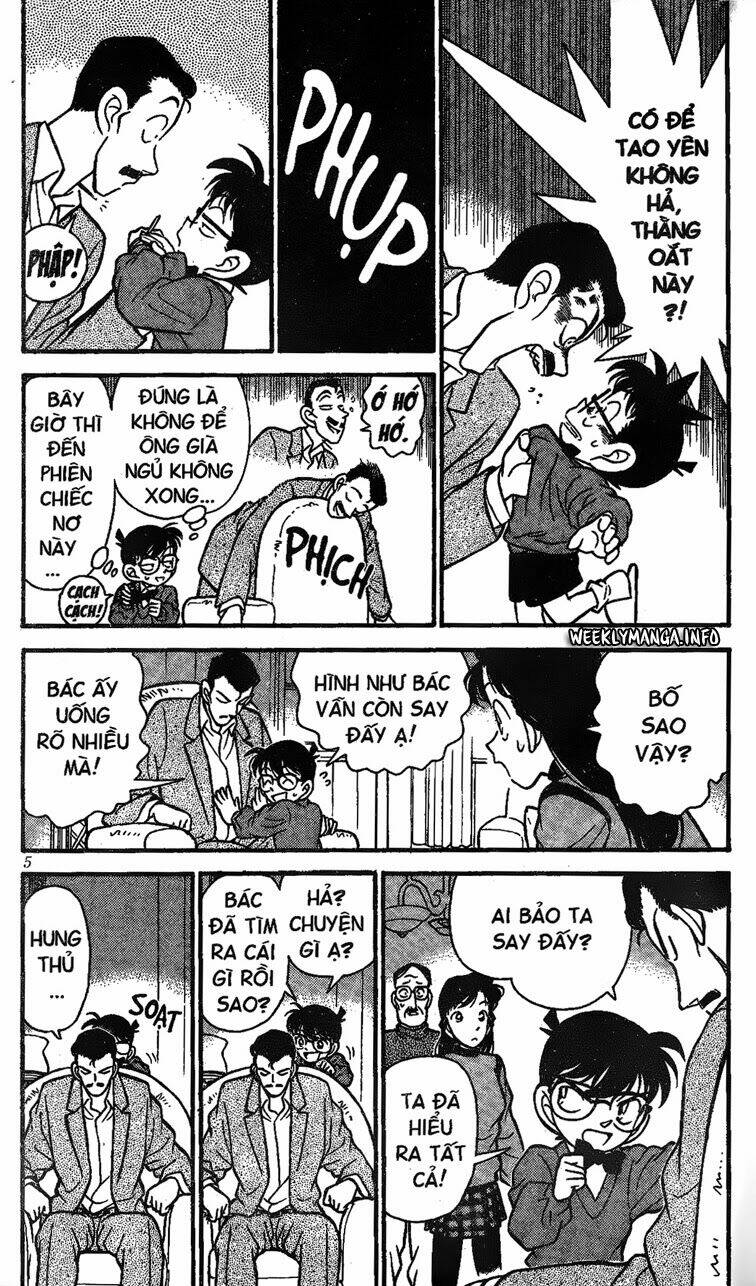 CÓ ĐỂ
TAO YÊN
KHÔNG
HẢ,
THẰNG
OẮT
NÀY
?!
PHỤP
PHẬP!
Ớ HỚ
HỚ.
PHỊCH
ĐÚNG LÀ
KHÔNG ĐỂ
ÔNG GIÀ
NGỦ KHÔNG
XONG...
BÂY
GIỜ THÌ
ĐẾN
PHIÊN
CHIẾC
NƠ
NÀY
...
CẠCH
CẠCH!
WEEKLYMANGA.INFO
BỐ
SAO
VẬY?
HÌNH NHƯ BÁC
VẪN CÒN SAY
ĐẤY Ạ!
BÁC ẤY
UỐNG
RÕ NHIỀU
MÀ!
5
AI BẢO TA
SAY ĐẤY?
TA ĐÃ
HIỂU
RA TẤT
CẢ!
HẢ?
CHUYỆN
GÌ Ạ?
BÁC
ĐÃ TÌM
RA CÁI
GÌ RỒI
SAO?
HUNG
THỦ
...
SOẠT